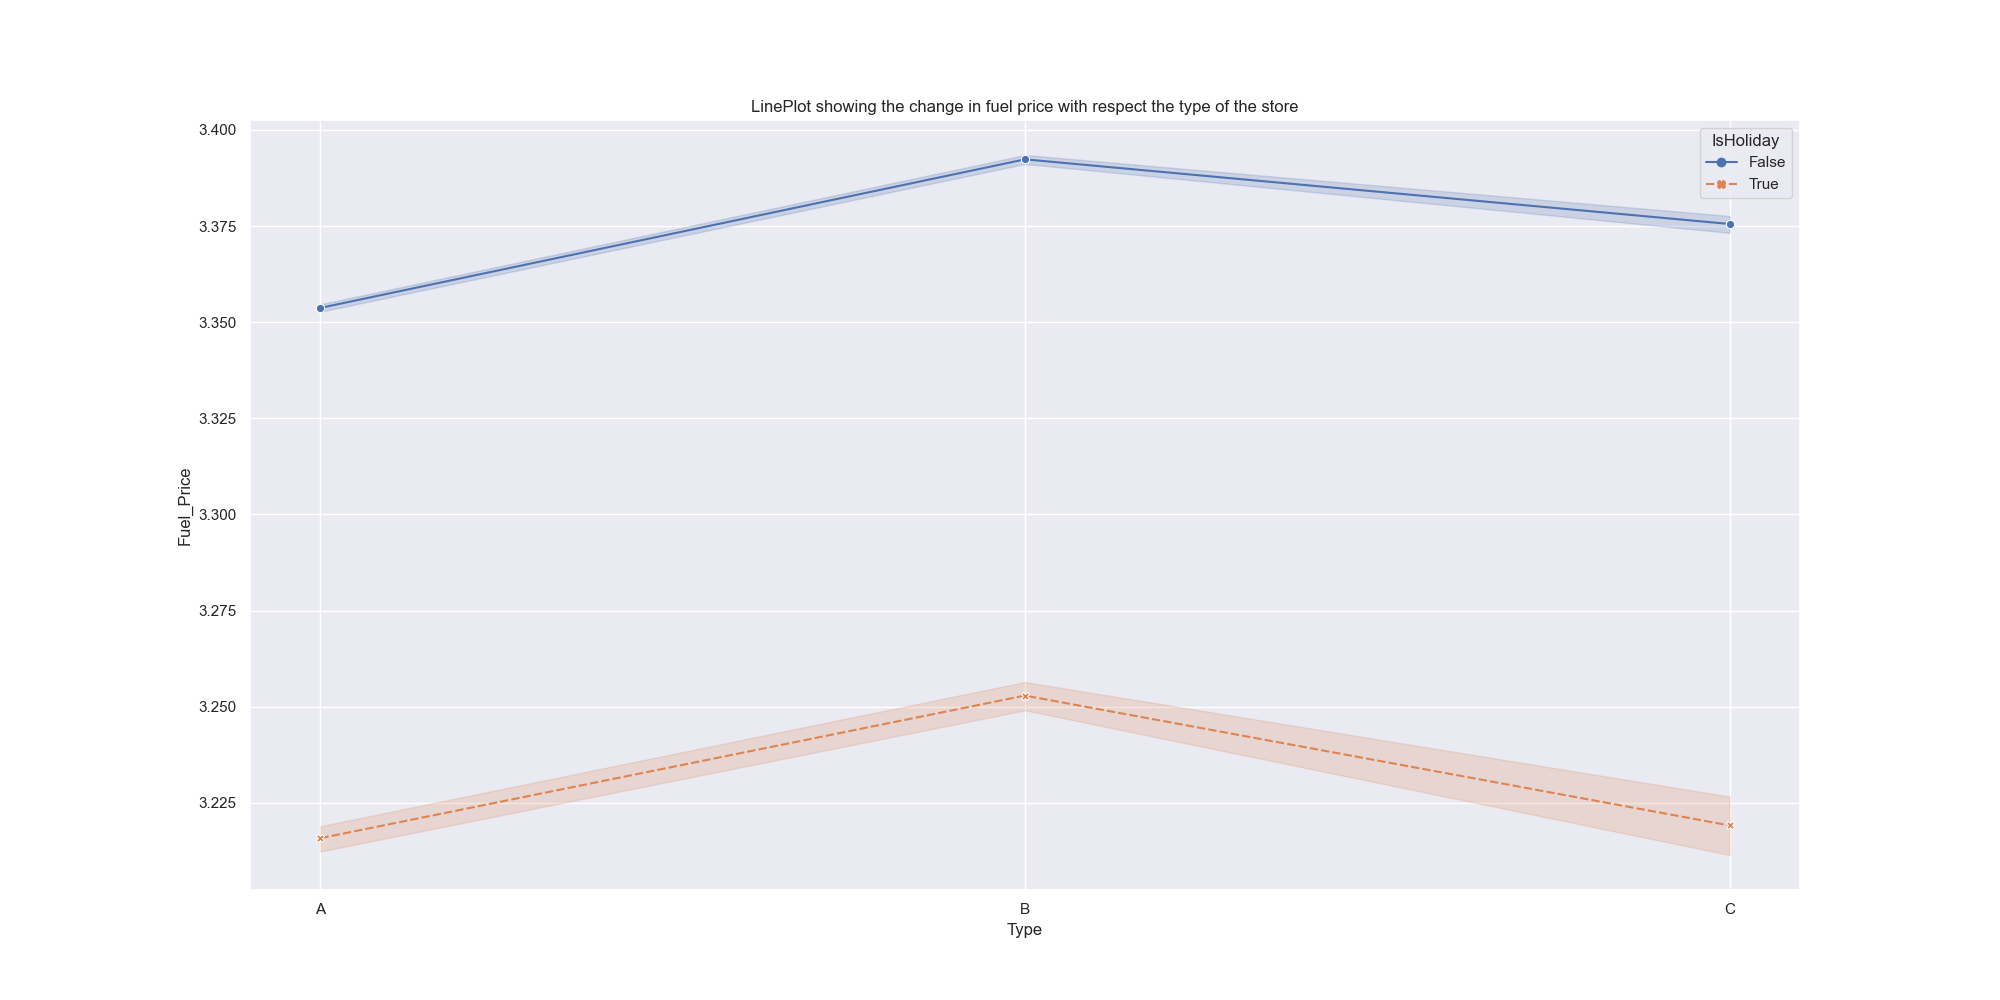 LinePlot showing the change in fuel price with respect the type of the store
3.400
3.375
3.350
3.325
3.300
3.275
3.250
3.225
Fuel_Price
IsHoliday
False
True
A
B
C
Type